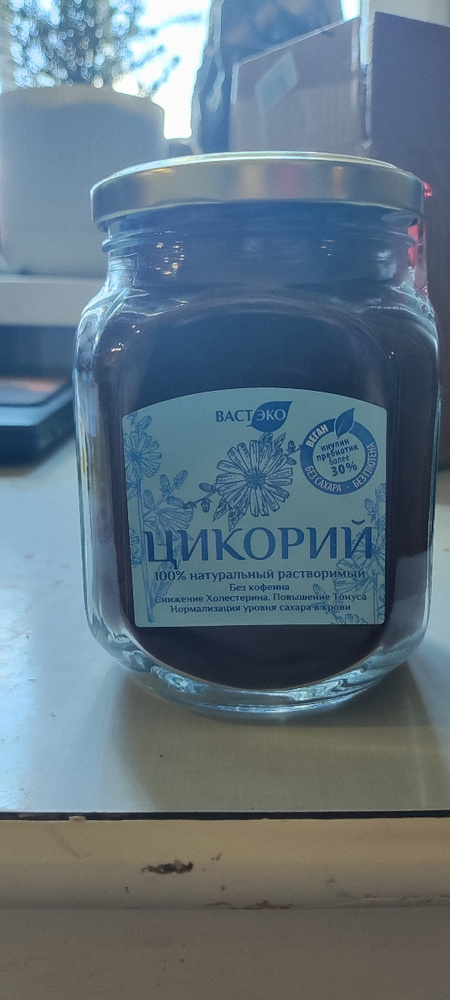 ВАСТЭКО
ВЕГАН
инулин
пребиотик
более
30%
БЕЗ САХАРА - БЕЗ ГЛЮТЕНА
ЦИКОРИЙ
100% натуральный растворимый
Без кофеина
Снижение Холестерина, Повышение Тонуса
Нормализация уровня сахара в крови